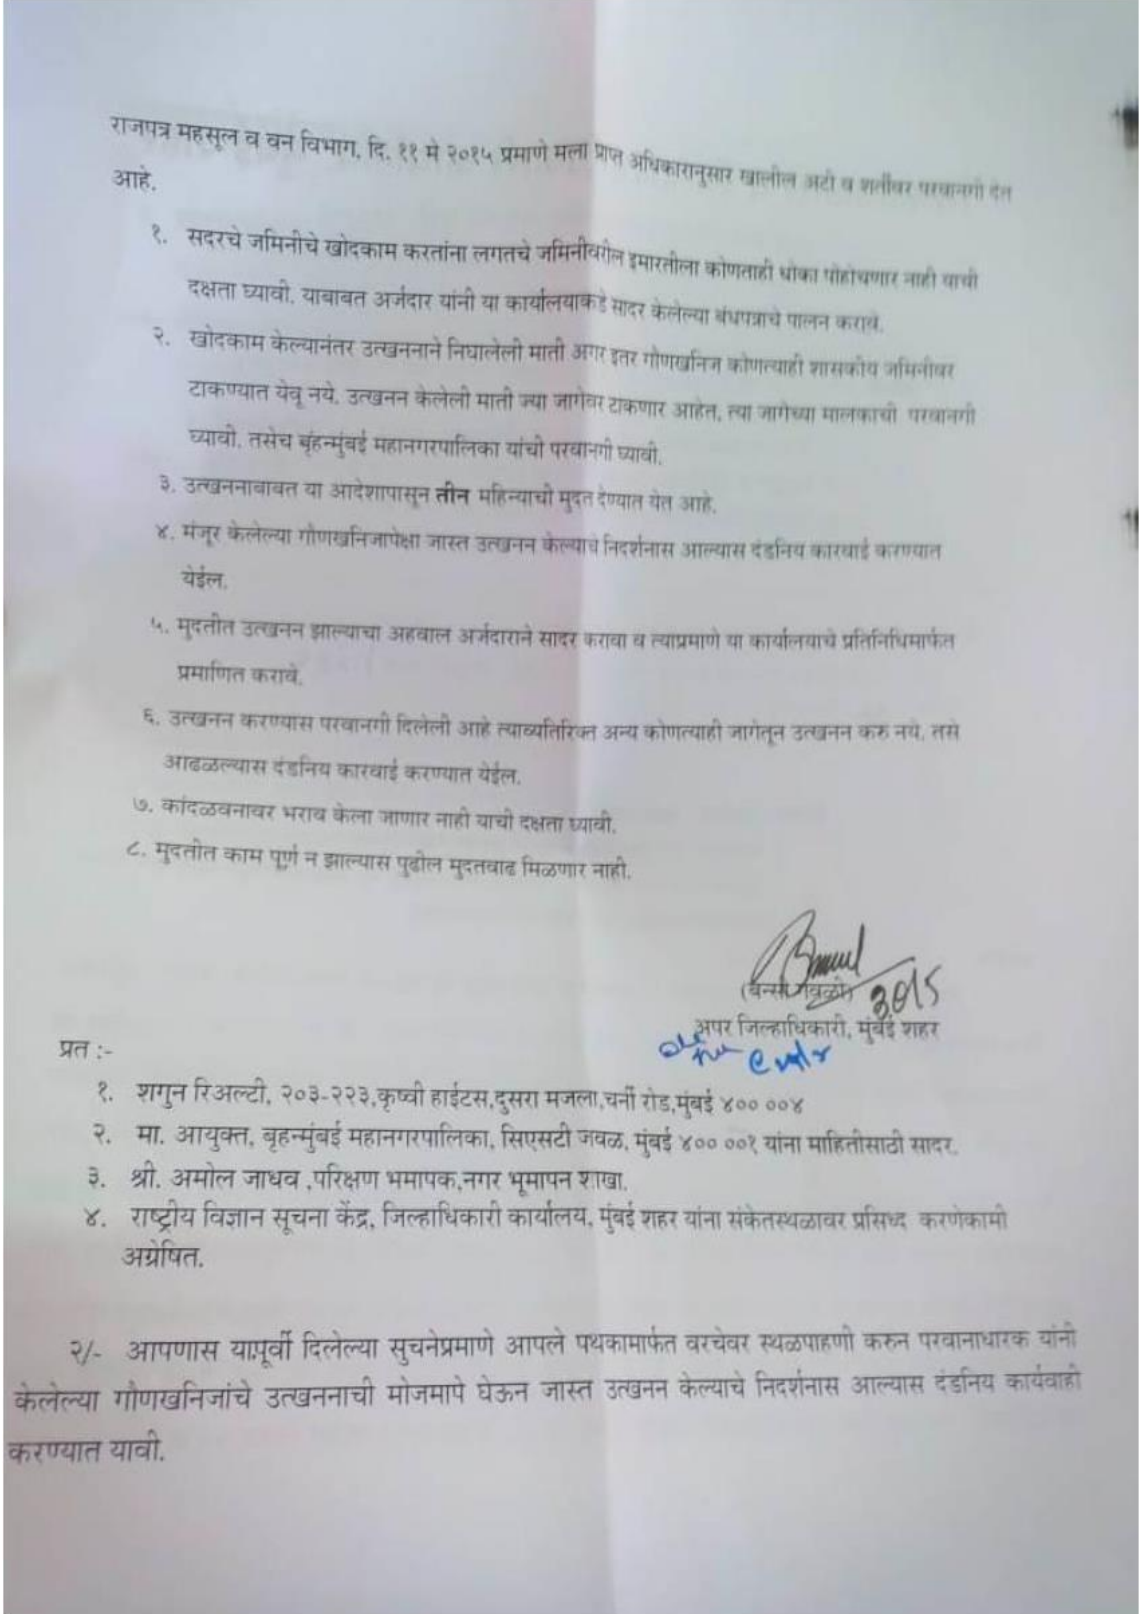 राजपत्र महसूल व वन विभाग, दि. ११ मे २०१५ प्रमाणे मला प्राप्त अधिकारानुसार खालील अटी व शर्तीवर परवानगी देत
आहे.
१. सदरचे जमिनीचे खोदकाम करतांना लगतचे जमिनीवरील इमारतीला कोणताही धोका पोहोचणार नाही याची
दक्षता घ्यावी. याबाबत अर्जदार यांनी या कार्यालयाकडे सादर केलेल्या बंधपत्राचे पालन करावे.
२. खोदकाम केल्यानंतर उत्खननाने निघालेली माती अगर इतर गौणखनिज कोणत्याही शासकीय जमिनीवर
टाकण्यात येवू नये. उत्खनन केलेली माती ज्या जागेवर टाकणार आहेत, त्या जागेच्या मालकाची परवानगी
घ्यावी. तसेच बृंहन्मुंबई महानगरपालिका यांची परवानगी घ्यावी.
३. उत्खननाबाबत या आदेशापासून तीन महिन्याची मुदत देण्यात येत आहे.
४. मंजूर केलेल्या गौणखनिजापेक्षा जास्त उत्खनन केल्याचे निदर्शनास आल्यास दंडनिय कारवाई करण्यात
येईल.
५. मुदतीत उत्खनन झाल्याचा अहवाल अर्जदाराने सादर करावा व त्याप्रमाणे या कार्यालयाचे प्रतिनिधिमार्फत
प्रमाणित करावे.
६. उत्खनन करण्यास परवानगी दिलेली आहे त्याव्यतिरिक्त अन्य कोणत्याही जागेतून उत्खनन करु नये. तसे
आढळल्यास दंडनिय कारवाई करण्यात येईल.
७. कांदळवनावर भराव केला जाणार नाही याची दक्षता घ्यावी.
८. मुदतीत काम पूर्ण न झाल्यास पुढील मुदतवाढ मिळणार नाही.
(बन्सी गवळी)
अपर जिल्हाधिकारी, मुंबई शहर
प्रत :-
१. शगुन रिअल्टी, २०३-२२३,कृष्वी हाईटस,दुसरा मजला,चर्नी रोड,मुंबई ४०० ००४
२. मा. आयुक्त, बृहन्मुंबई महानगरपालिका, सिएसटी जवळ, मुंबई ४०० ००१ यांना माहितीसाठी सादर.
३. श्री. अमोल जाधव ,परिक्षण भमापक,नगर भूमापन शाखा.
४. राष्ट्रीय विज्ञान सूचना केंद्र, जिल्हाधिकारी कार्यालय, मुंबई शहर यांना संकेतस्थळावर प्रसिध्द करणेकामी
अग्रेषित.
२/- आपणास यापूर्वी दिलेल्या सुचनेप्रमाणे आपले पथकामार्फत वरचेवर स्थळपाहणी करुन परवानाधारक यांनी
केलेल्या गौणखनिजांचे उत्खननाची मोजमापे घेऊन जास्त उत्खनन केल्याचे निदर्शनास आल्यास दंडनिय कार्यवाही
करण्यात यावी.